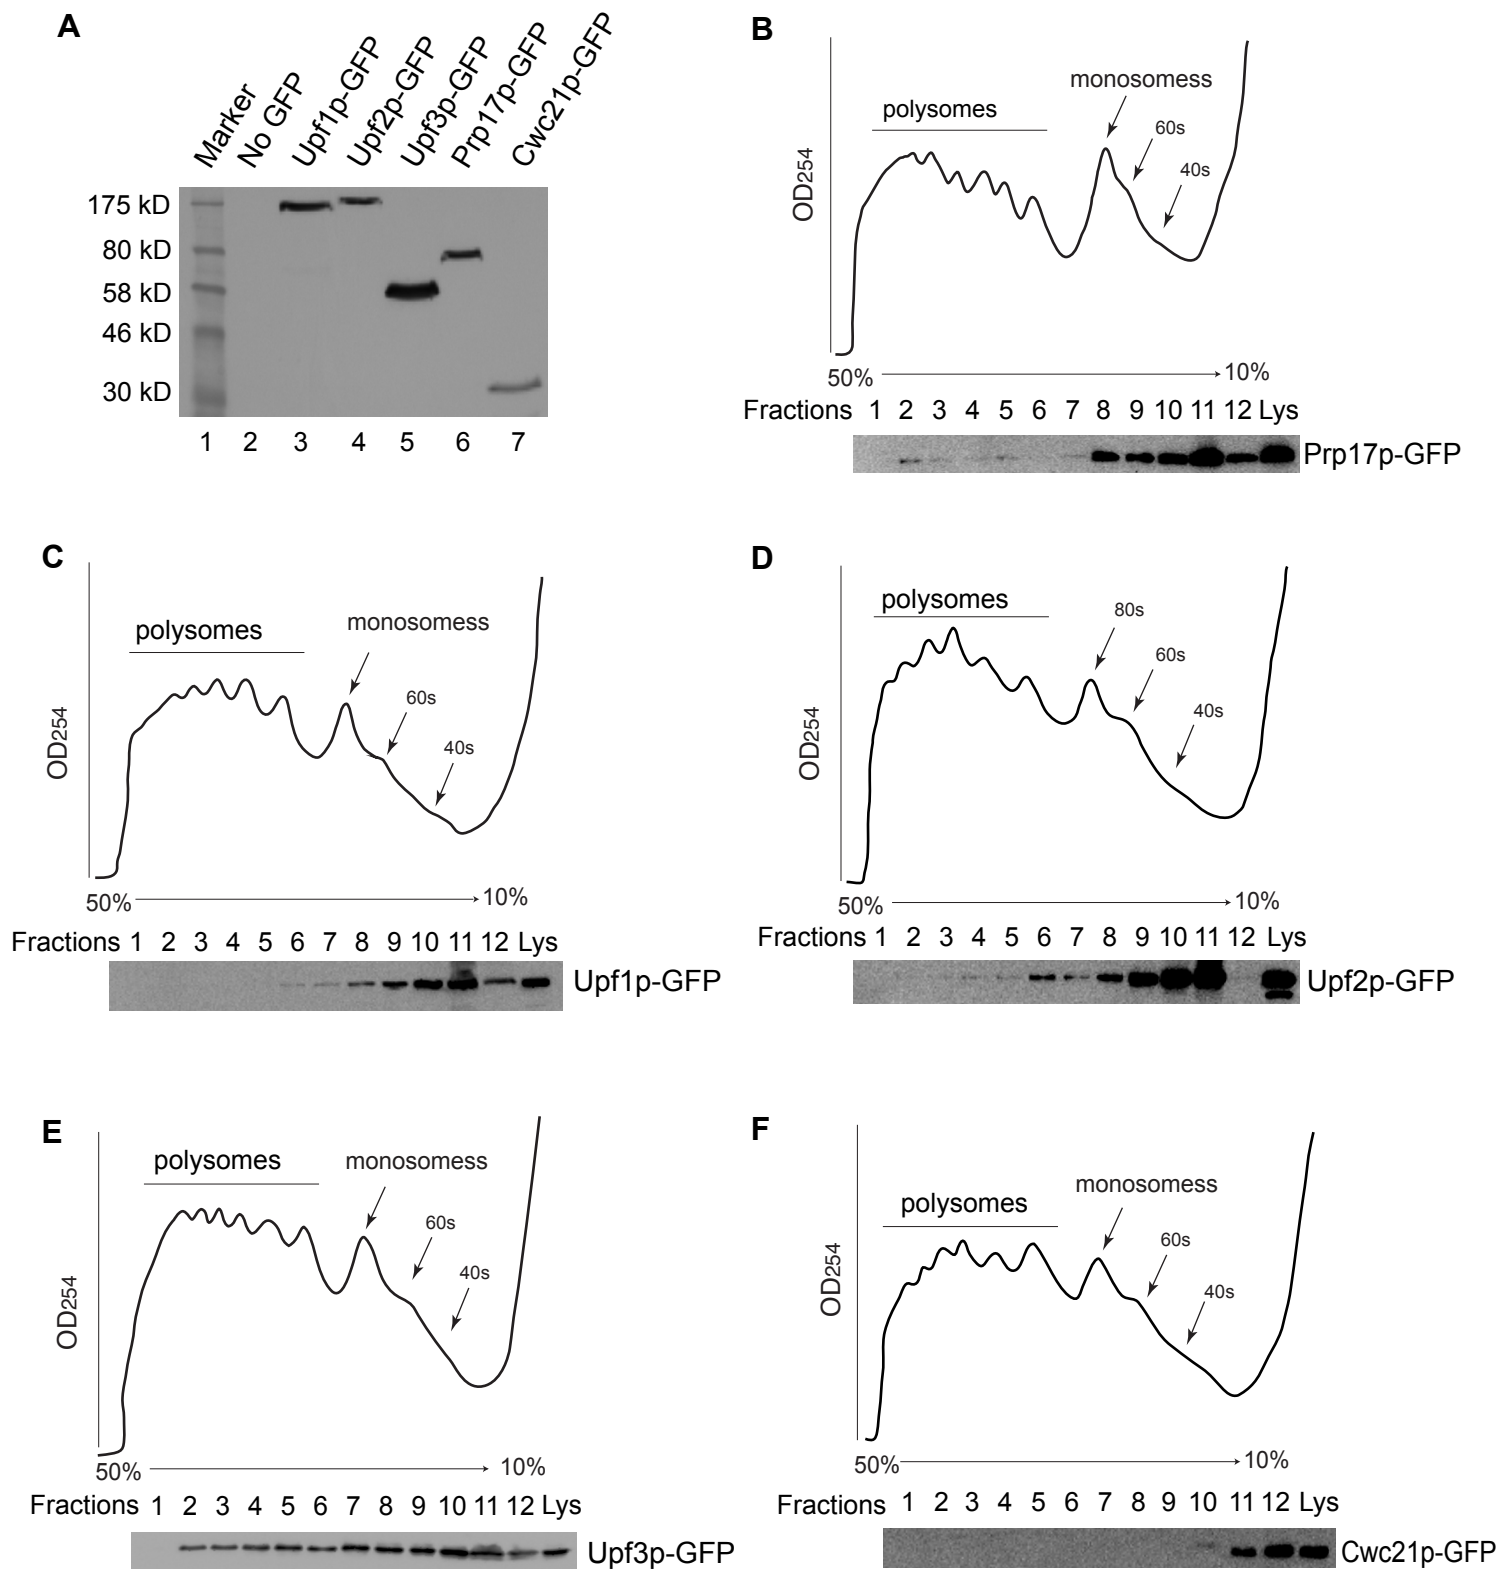 A
Marker
No GFP
Upf1p-GFP
Upf2p-GFP
Upf3p-GFP
Prp17p-GFP
Cwc21p-GFP
175 kD
80 kD
58 kD
46 kD
30 kD
1 2 3 4 5 6 7
B
OD254
polysomes
monosomess
60s
40s
50% 10%
Fractions 1 2 3 4 5 6 7 8 9 10 11 12 Lys
Prp17p-GFP
C
OD254
polysomes
monosomess
60s
40s
50% 10%
Fractions 1 2 3 4 5 6 7 8 9 10 11 12 Lys
Upf1p-GFP
D
OD254
polysomes
80s
60s
40s
50% 10%
Fractions 1 2 3 4 5 6 7 8 9 10 11 12 Lys
Upf2p-GFP
E
OD254
polysomes
monosomess
60s
40s
50% 10%
Fractions 1 2 3 4 5 6 7 8 9 10 11 12 Lys
Upf3p-GFP
F
OD254
polysomes
monosomess
60s
40s
50% 10%
Fractions 1 2 3 4 5 6 7 8 9 10 11 12 Lys
Cwc21p-GFP